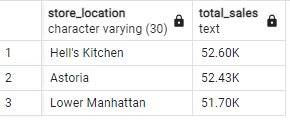 store_location total_sales
character varying (30) text
1 Hell's Kitchen 52.60K
2 Astoria 52.43K
3 Lower Manhattan 51.70K